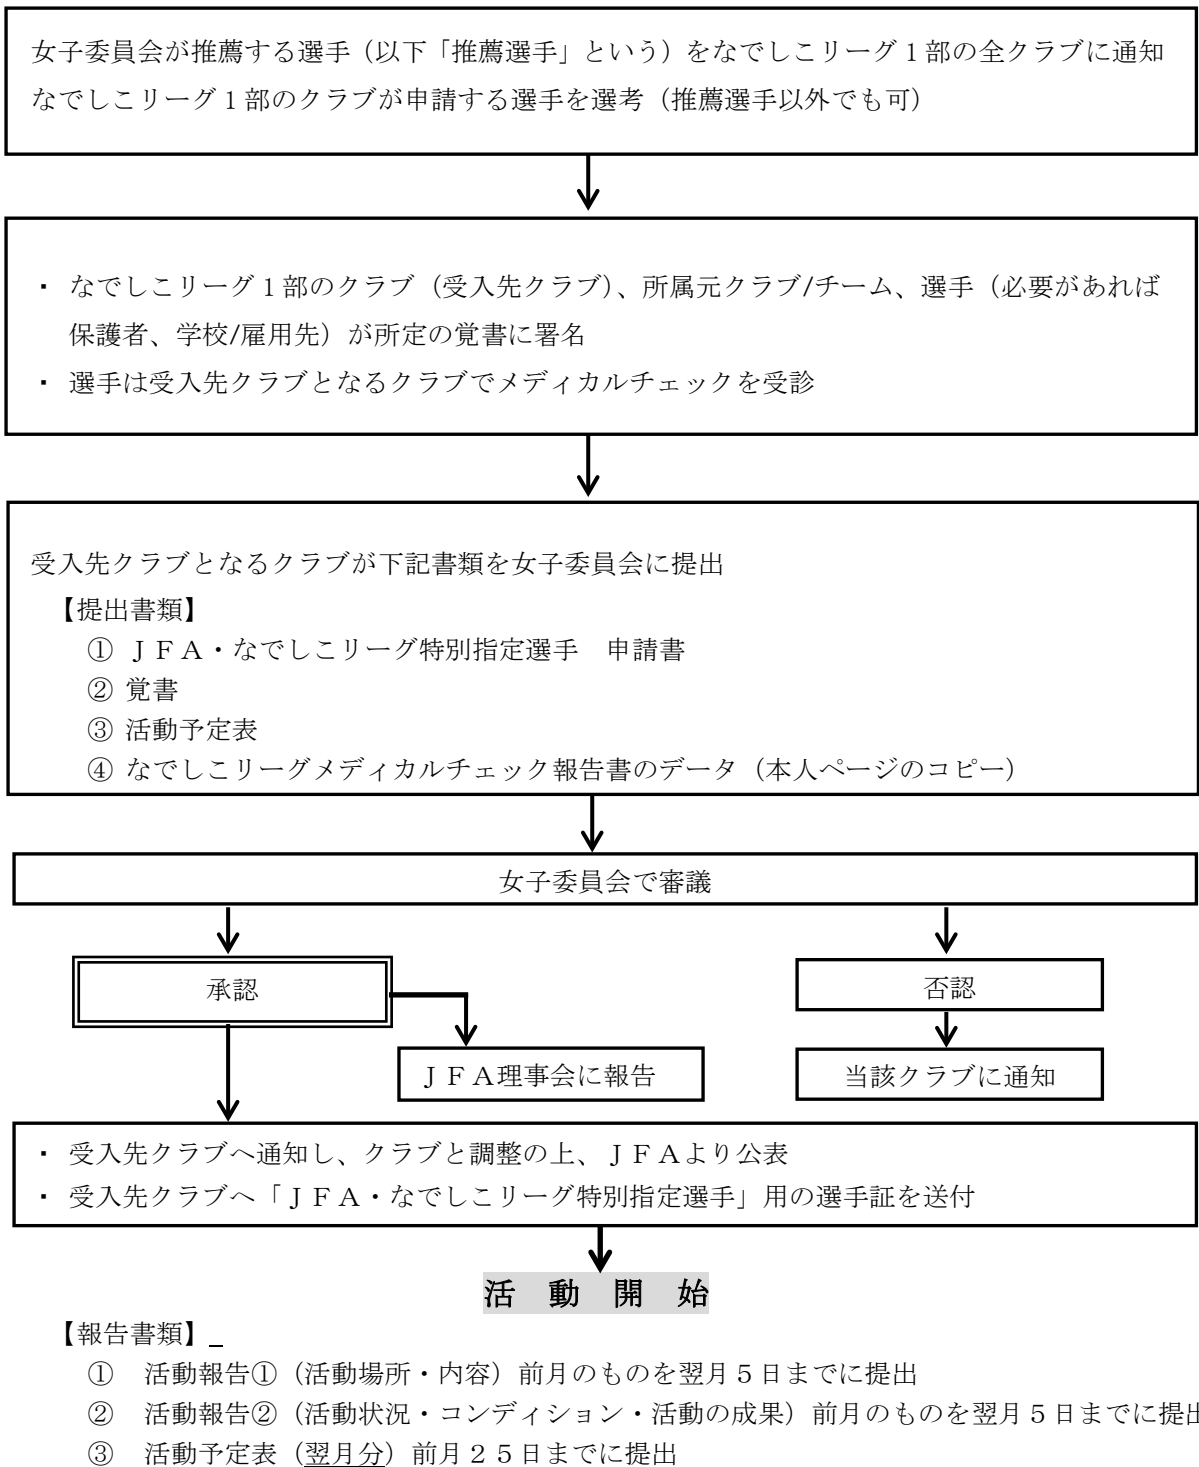 女子委員会が推薦する選手（以下「推薦選手」という）をなでしこリーグ１部の全クラブに通知
なでしこリーグ１部のクラブが申請する選手を選考（推薦選手以外でも可）
・ なでしこリーグ１部のクラブ（受入先クラブ）、所属元クラブ/チーム、選手（必要があれば
保護者、学校/雇用先）が所定の覚書に署名
・ 選手は受入先クラブとなるクラブでメディカルチェックを受診
受入先クラブとなるクラブが下記書類を女子委員会に提出
【提出書類】
① ＪＦＡ・なでしこリーグ特別指定選手　申請書
② 覚書
③ 活動予定表
④ なでしこリーグメディカルチェック報告書のデータ（本人ページのコピー）
女子委員会で審議
承認
否認
ＪＦＡ理事会に報告
当該クラブに通知
・ 受入先クラブへ通知し、クラブと調整の上、ＪＦＡより公表
・ 受入先クラブへ「ＪＦＡ・なでしこリーグ特別指定選手」用の選手証を送付
活　動　開　始
【報告書類】
①　活動報告①（活動場所・内容）前月のものを翌月５日までに提出
②　活動報告②（活動状況・コンディション・活動の成果）前月のものを翌月５日までに提出
③　活動予定表（翌月分）前月２５日までに提出